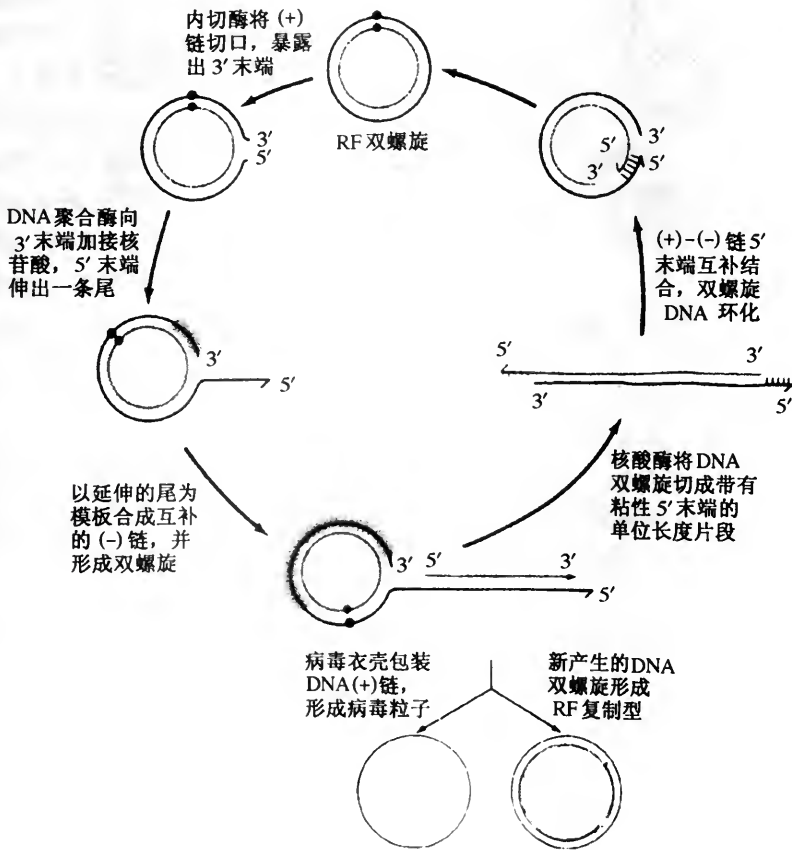 内切酶将 (+)
链切口，暴露
出 3′ 末端
RF 双螺旋
3′
5′
3′
5′
5′
3′
DNA 聚合酶向
3′ 末端加接核
苷酸，5′ 末端
伸出一条尾
(+)-(-) 链 5′
末端互补结
合，双螺旋
DNA 环化
3′
5′
5′
3′
3′
5′
以延伸的尾为
模板合成互补
的 (-) 链，并
形成双螺旋
核酸酶将 DNA
双螺旋切成带有
粘性 5′ 末端的
单位长度片段
3′
5′
3′
5′
病毒衣壳包装
DNA(+)链，
形成病毒粒子
新产生的DNA
双螺旋形成
RF 复制型